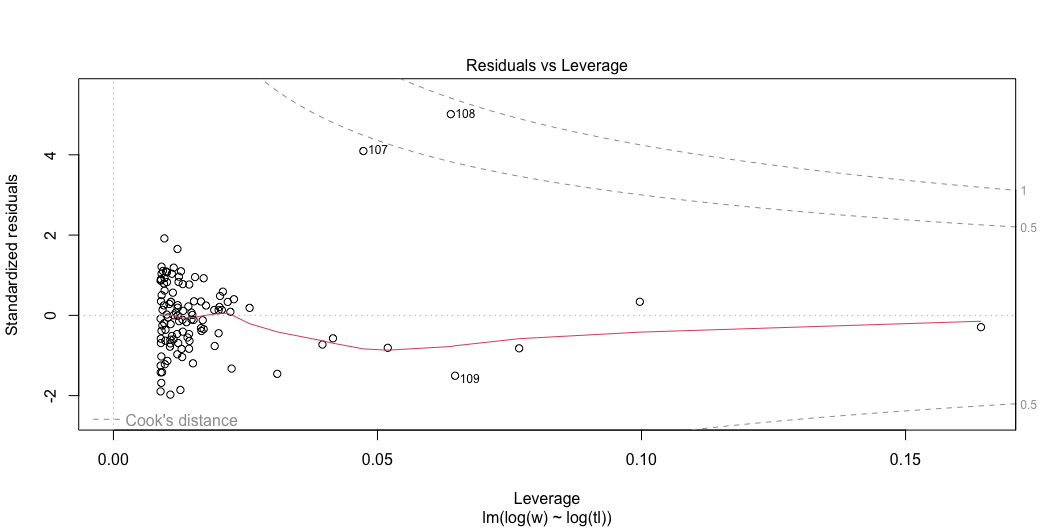 Residuals vs Leverage
Standardized residuals
4
2
0
-2
108
107
109
1
0.5
0.5
Cook's distance
0.00
0.05
0.10
0.15
Leverage
lm(log(w) ~ log(tl))